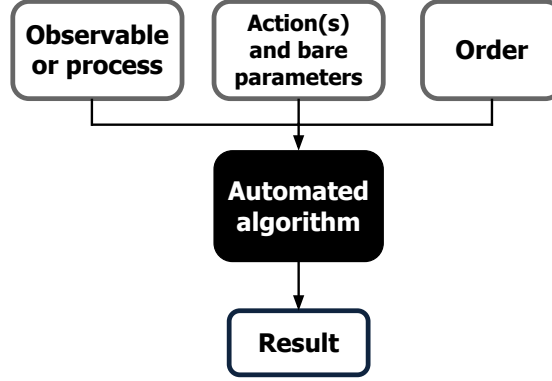 Observable
or process
Action(s)
and bare
parameters
Order
Automated
algorithm
Result